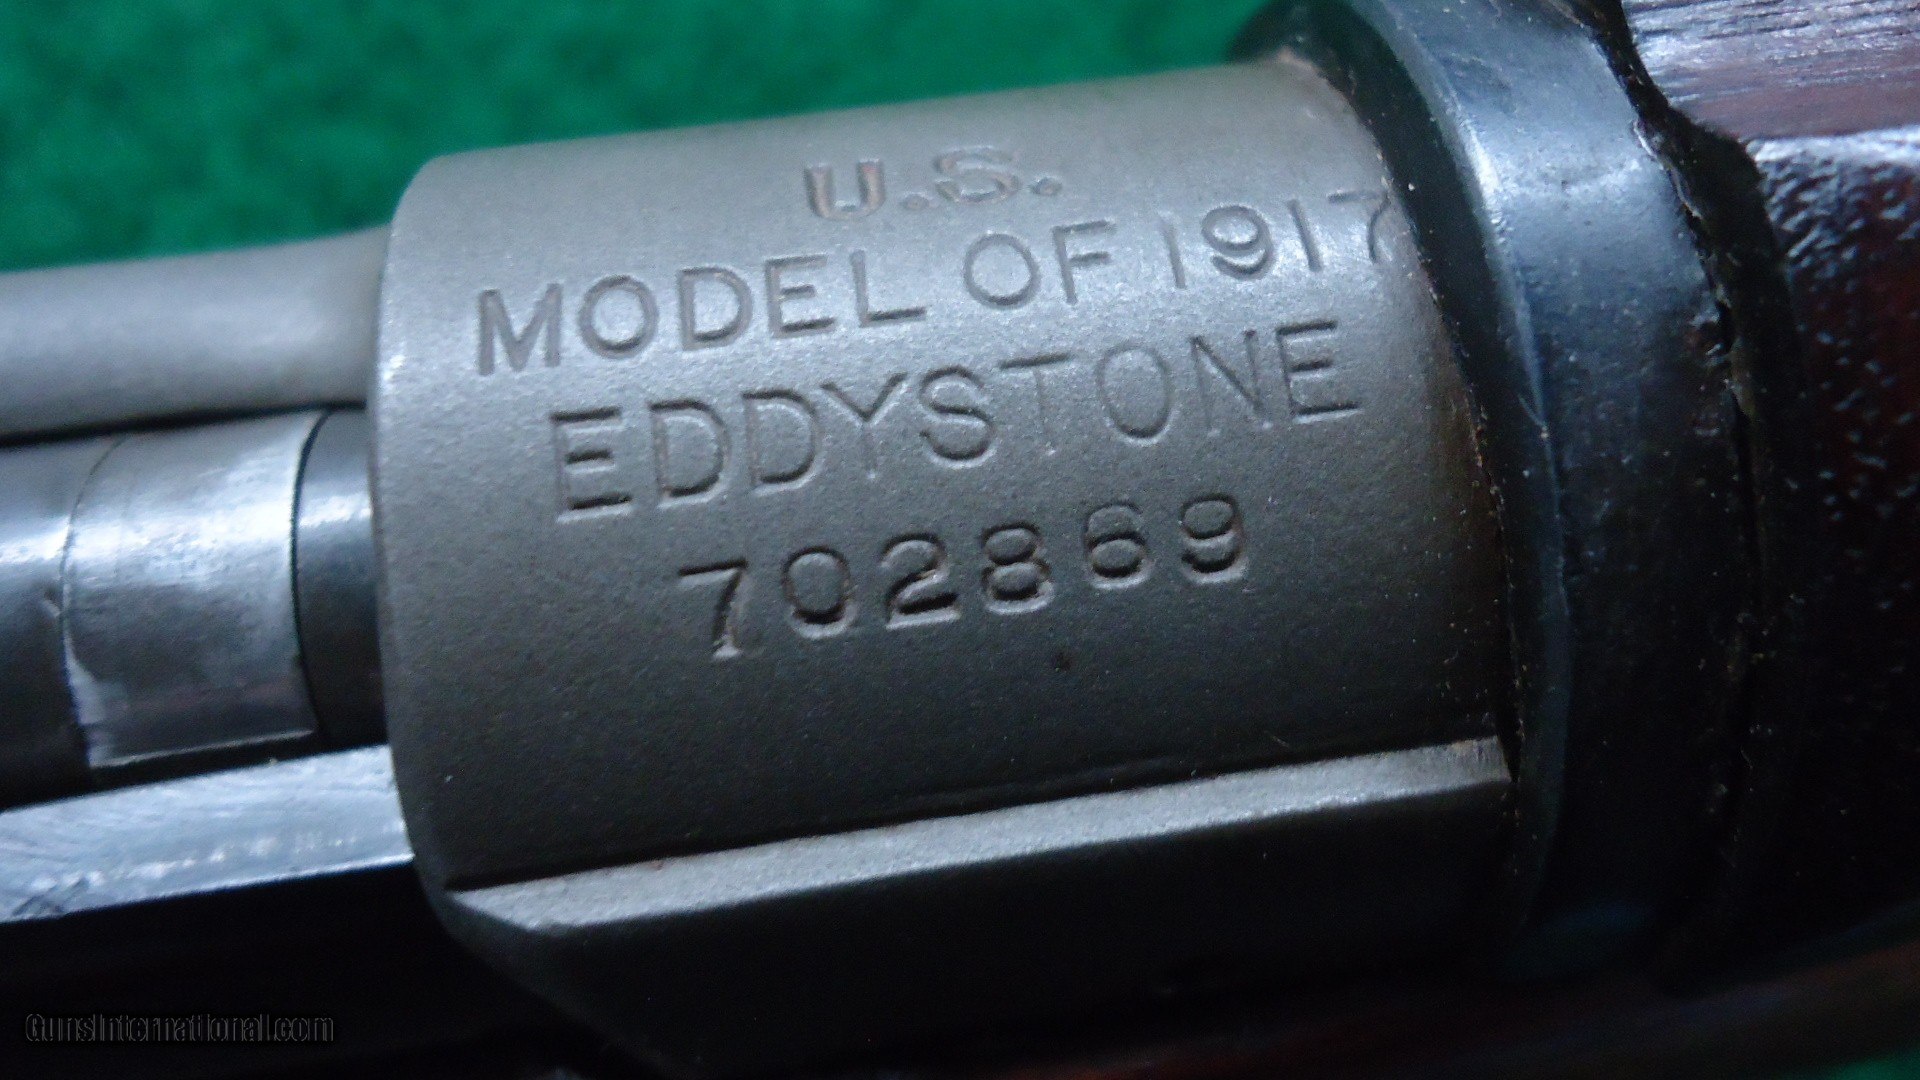 U.S.
MODEL OF 1917
EDDYSTONE
702869
GunsInternational.com